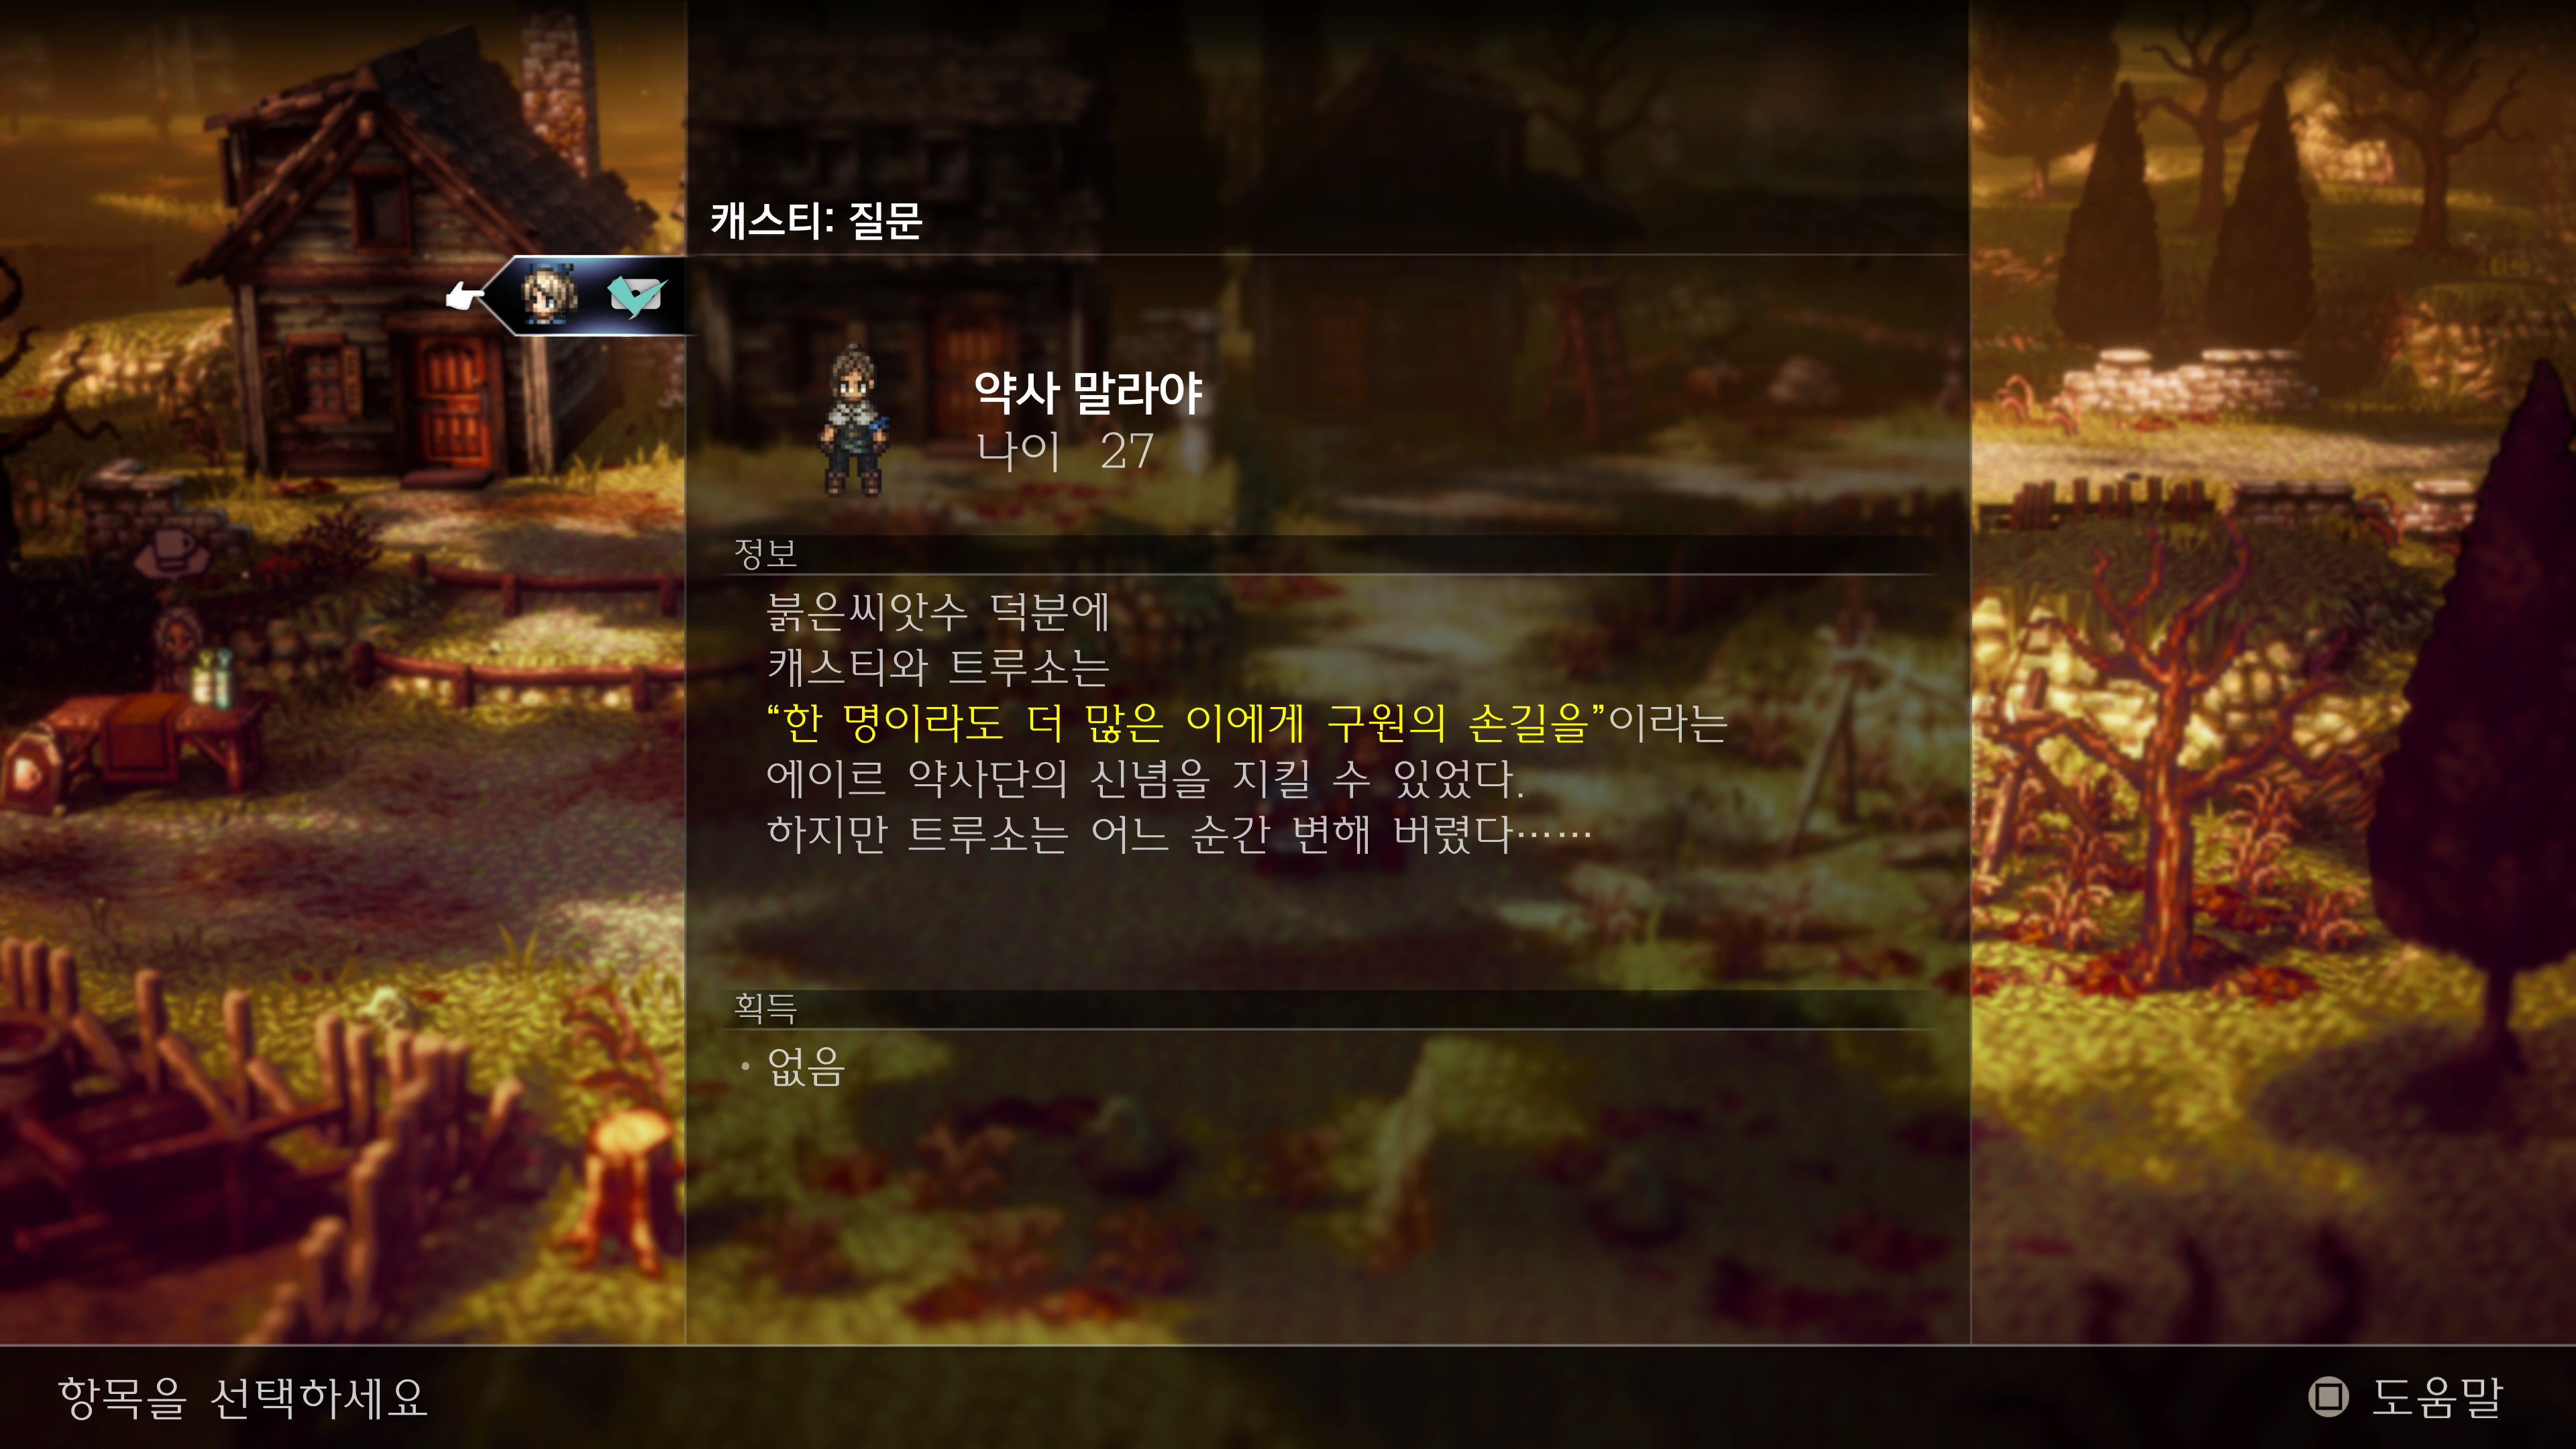 캐스티: 질문
약사 말라야
나이 27
정보
붉은씨앗수 덕분에
캐스티와 트루소는
“한 명이라도 더 많은 이에게 구원의 손길을”이라는
에이르 약사단의 신념을 지킬 수 있었다.
하지만 트루소는 어느 순간 변해 버렸다……
획득
• 없음
항목을 선택하세요
도움말